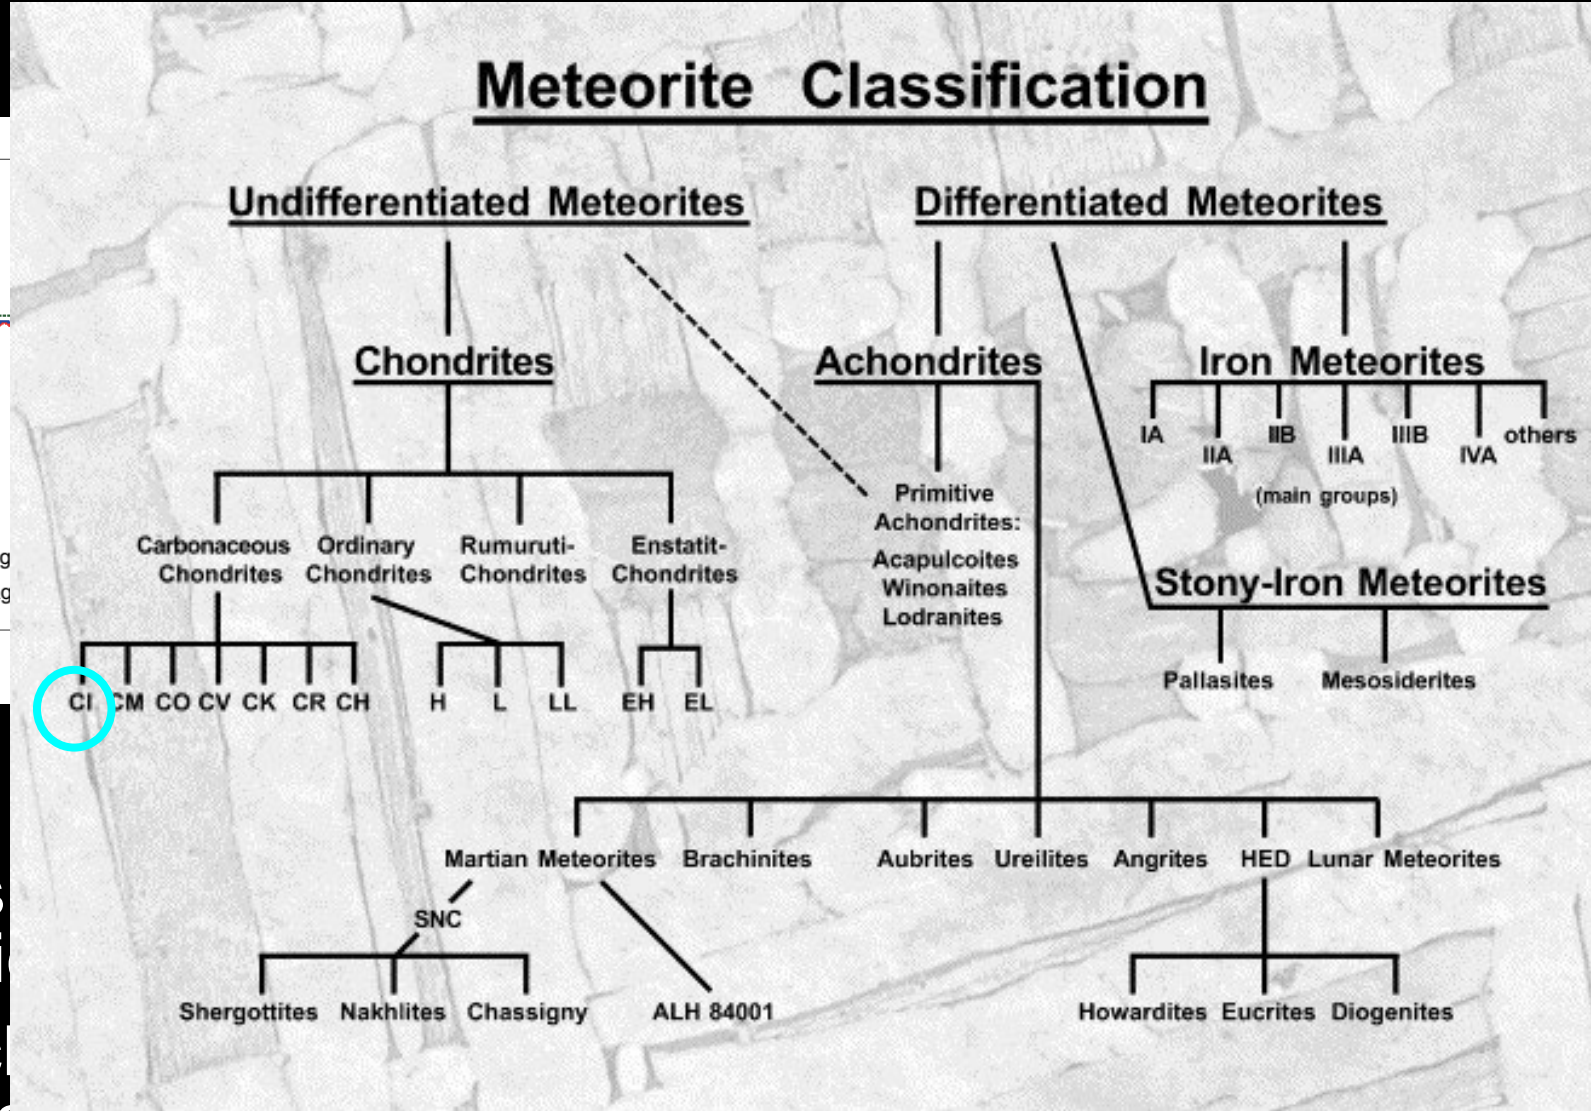 Meteorite Classification
Undifferentiated Meteorites
Differentiated Meteorites
Chondrites
Achondrites
Iron Meteorites
IA
IIA
IIB
IIIA
IIIB
IVA
others
(main groups)
Primitive
Achondrites:
Acapulcoites
Winonaites
Lodranites
Carbonaceous
Chondrites
Ordinary
Chondrites
Rumuruti-
Chondrites
Enstatit-
Chondrites
Stony-Iron Meteorites
Pallasites
Mesosiderites
CI
CM
CO
CV
CK
CR
CH
H
L
LL
EH
EL
Martian Meteorites
Brachinites
Aubrites
Ureilites
Angrites
HED
Lunar Meteorites
SNC
Shergottites
Nakhlites
Chassigny
ALH 84001
Howardites
Eucrites
Diogenites